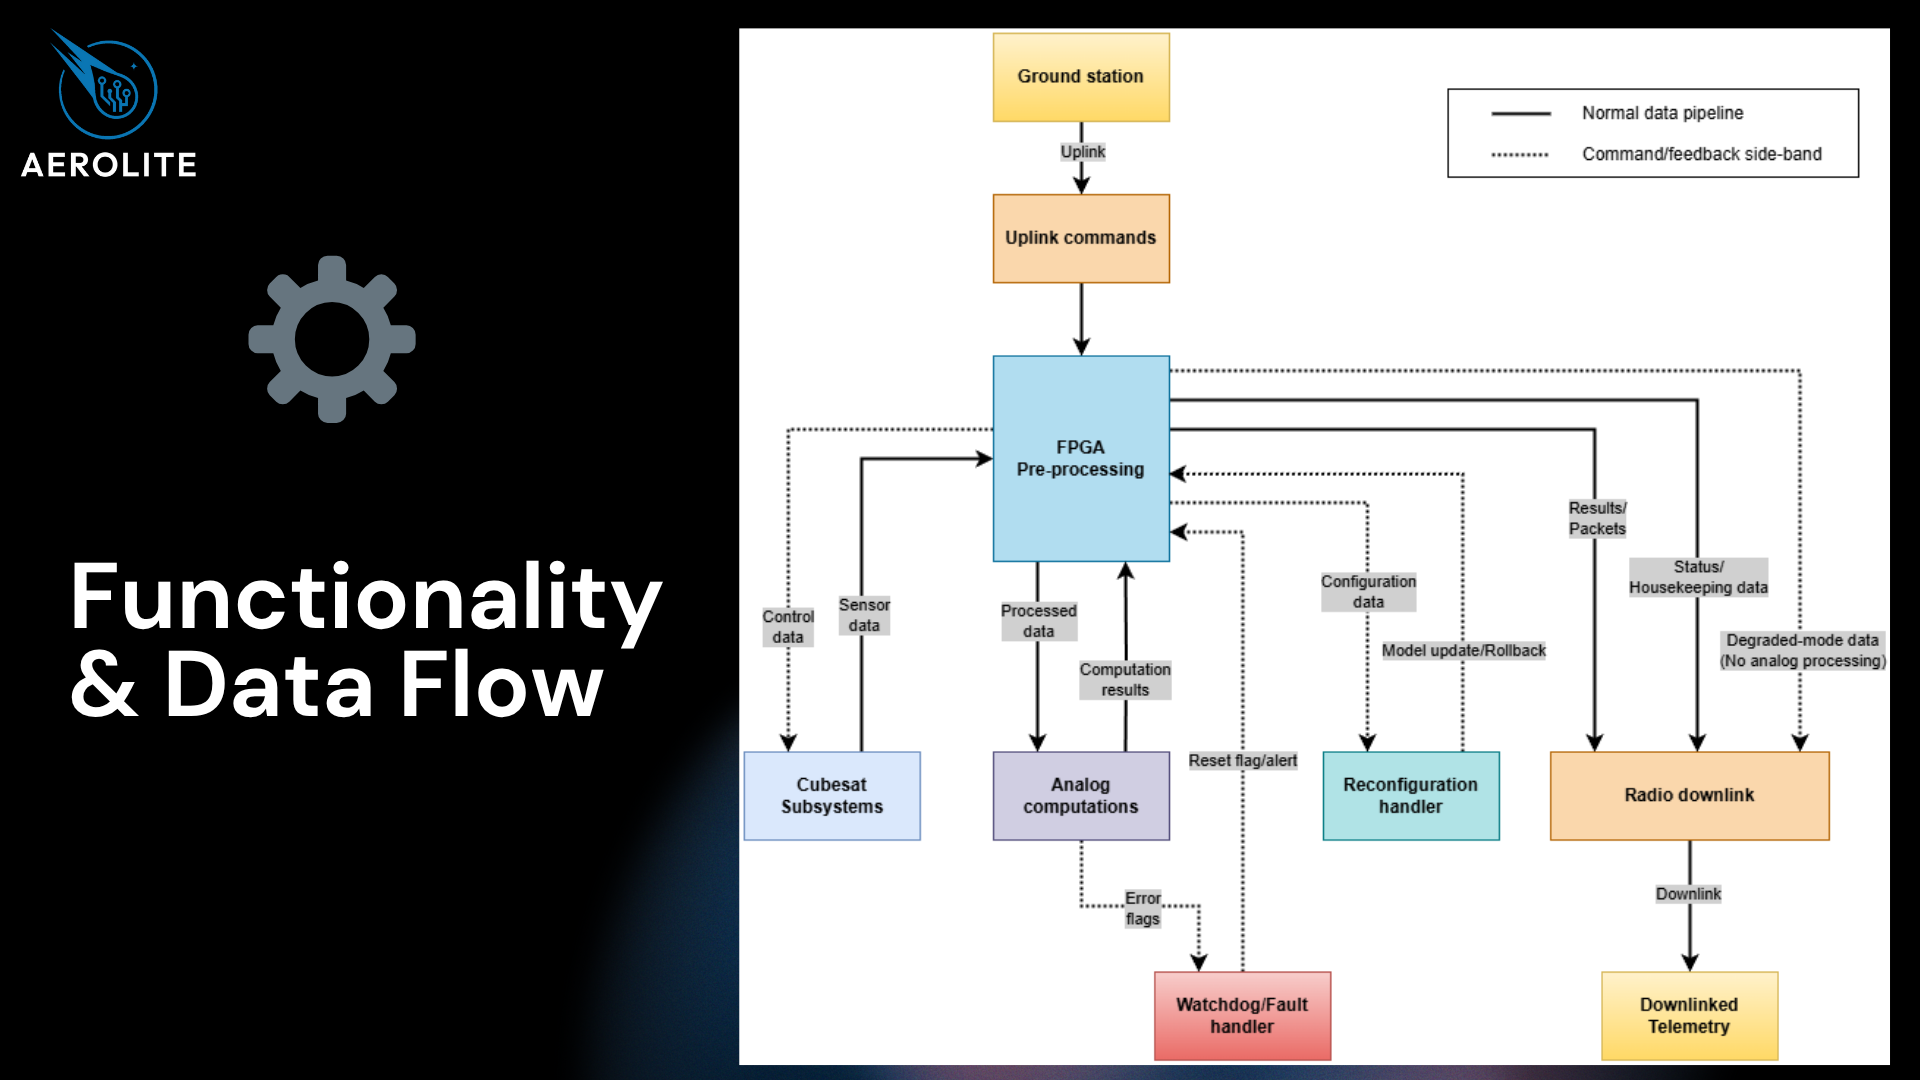 AEROLITE
Functionality
& Data Flow
Ground station
Normal data pipeline
Command/feedback side-band
Uplink
Uplink commands
FPGA
Pre-processing
Results/
Packets
Status/
Housekeeping data
Configuration
data
Control
data
Sensor
data
Processed
data
Computation
results
Model update/Rollback
Degraded-mode data
(No analog processing)
Reset flag/alert
Cubesat
Subsystems
Analog
computations
Reconfiguration
handler
Radio downlink
Error
flags
Downlink
Watchdog/Fault
handler
Downlinked
Telemetry